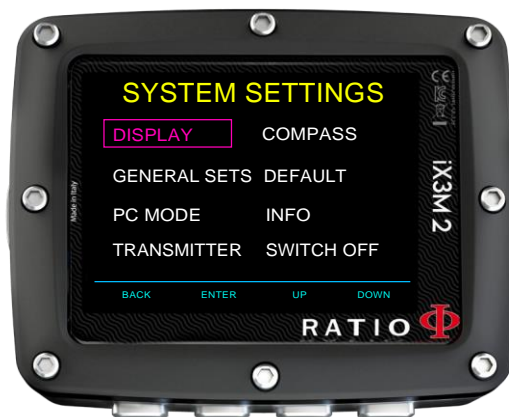 SYSTEM SETTINGS
DISPLAY COMPASS
GENERAL SETS DEFAULT
PC MODE INFO
TRANSMITTER SWITCH OFF
BACK ENTER UP DOWN
Made in Italy
iX3M 2
RATIO